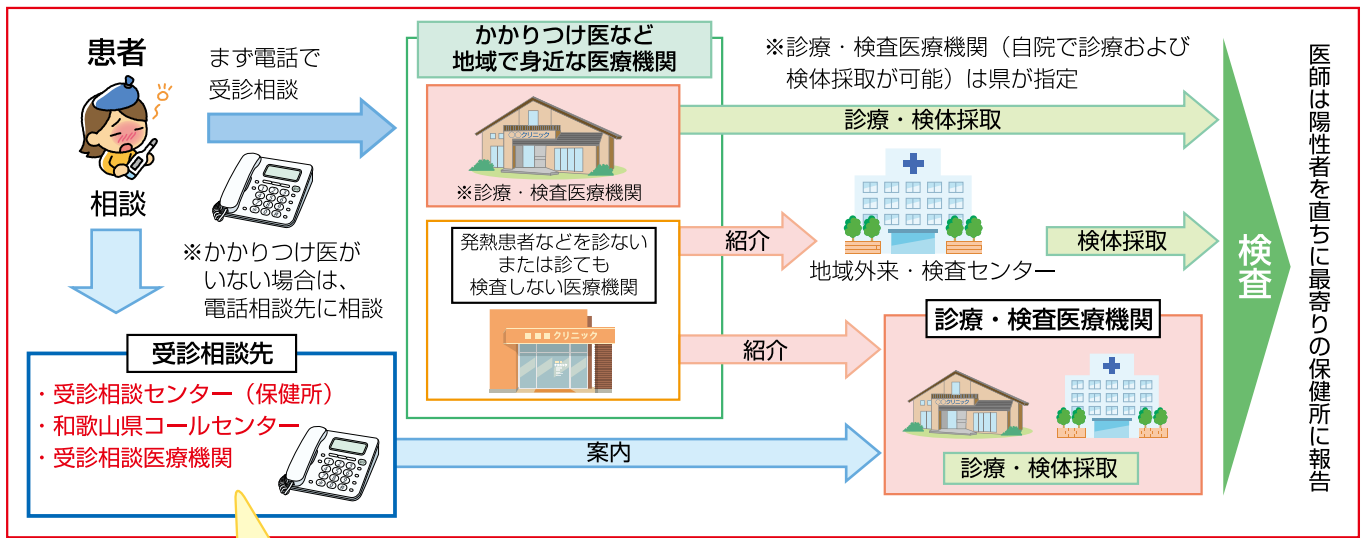 患者
まず電話で
受診相談
相談
※かかりつけ医が
いない場合は、
電話相談先に相談
受診相談先
・受診相談センター（保健所）
・和歌山県コールセンター
・受診相談医療機関
かかりつけ医など
地域で身近な医療機関
〇〇クリニック
※診療・検査医療機関
発熱患者などを診ない
または診ても
検査しない医療機関
■■■クリニック
※診療・検査医療機関（自院で診療および
検体採取が可能）は県が指定
診療・検体採取
紹介
地域外来・検査センター
検体採取
紹介
診療・検査医療機関
〇〇クリニック
診療・検体採取
案内
検査
医師は陽性者を直ちに最寄りの保健所に報告